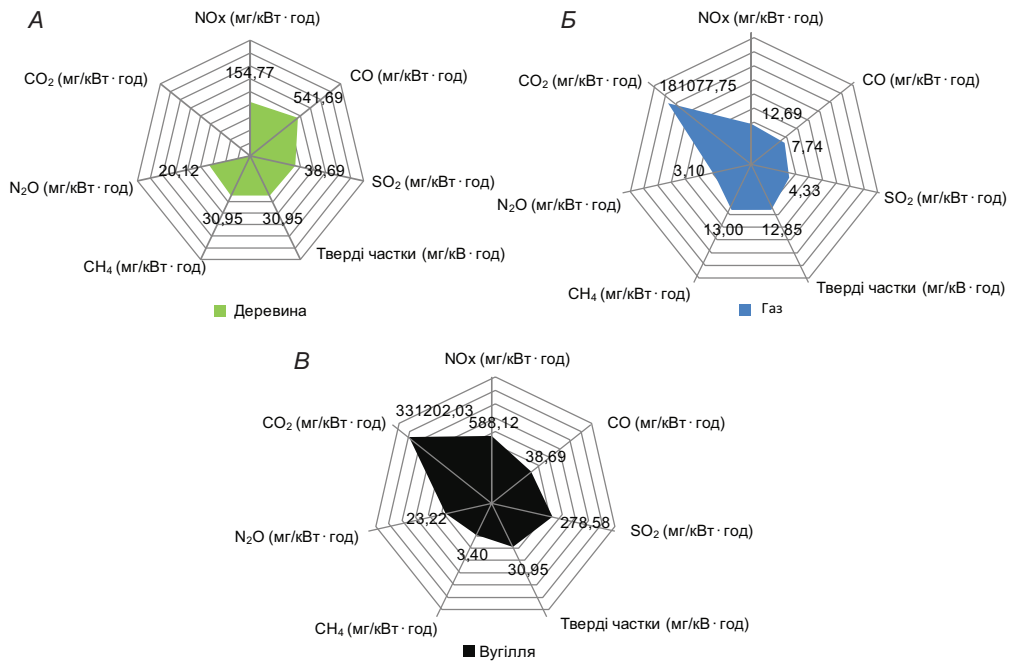 А
NOx (мг/кВт·год)
CO (мг/кВт·год)
SO₂ (мг/кВт·год)
Тверді частки (мг/кВ·год)
CH₄ (мг/кВт·год)
N₂O (мг/кВт·год)
CO₂ (мг/кВт·год)
154,77
541,69
38,69
30,95
30,95
20,12
Деревина
Б
NOx (мг/кВт·год)
CO (мг/кВт·год)
SO₂ (мг/кВт·год)
Тверді частки (мг/кВ·год)
CH₄ (мг/кВт·год)
N₂O (мг/кВт·год)
CO₂ (мг/кВт·год)
181077,75
12,69
7,74
4,33
12,85
13,00
3,10
Газ
В
NOx (мг/кВт·год)
CO (мг/кВт·год)
SO₂ (мг/кВт·год)
Тверді частки (мг/кВ·год)
CH₄ (мг/кВт·год)
N₂O (мг/кВт·год)
CO₂ (мг/кВт·год)
331202,03
588,12
38,69
278,58
30,95
3,40
23,22
Вугілля